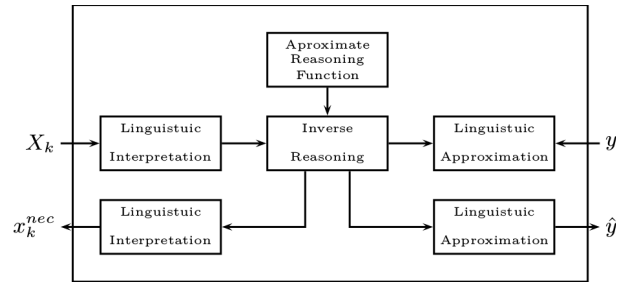 Aproximate
Reasoning
Function
X_k
Linguistuic
Interpretation
Inverse
Reasoning
Linguistuic
Approximation
y
x_k^{nec}
Linguistuic
Interpretation
Linguistuic
Approximation
ŷ